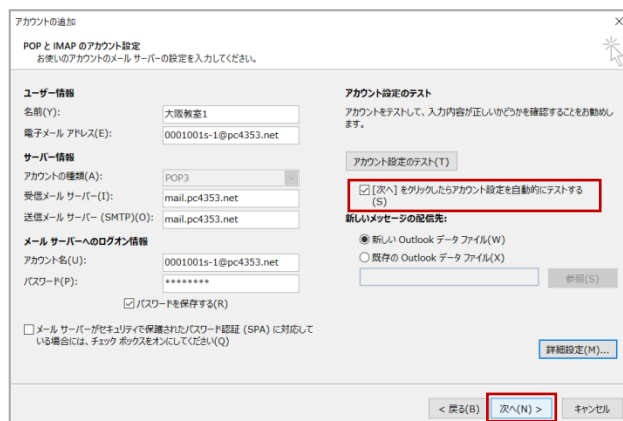 アカウントの追加
POP と IMAP のアカウント設定
お使いのアカウントのメール サーバーの設定を入力してください。
ユーザー情報
名前(Y):
大阪教室1
電子メール アドレス(E):
0001001s-1@pc4353.net
サーバー情報
アカウントの種類(A):
POP3
受信メール サーバー(I):
mail.pc4353.net
送信メール サーバー (SMTP)(O):
mail.pc4353.net
メール サーバーへのログオン情報
アカウント名(U):
0001001s-1@pc4353.net
パスワード(P):
********
パスワードを保存する(R)
メール サーバーがセキュリティで保護されたパスワード認証 (SPA) に対応して
いる場合には、チェック ボックスをオンにしてください(Q)
アカウント設定のテスト
アカウントをテストして、入力内容が正しいかどうかを確認することをお勧めし
ます。
アカウント設定のテスト(T)
[次へ] をクリックしたらアカウント設定を自動的にテストする
(S)
新しいメッセージの配信先:
新しい Outlook データ ファイル(W)
既存の Outlook データ ファイル(X)
参照(S)
詳細設定(M)...
< 戻る(B)
次へ(N) >
キャンセル